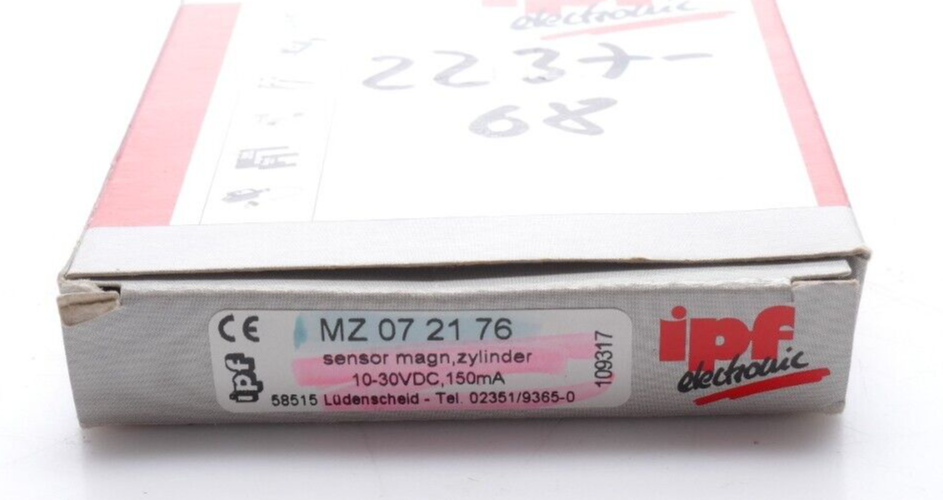 electronic
2237-
68
CE
MZ 07 21 76
ipf
sensor magn,zylinder
10-30VDC,150mA
58515 Lüdenscheid - Tel. 02351/9365-0
109317
ipf
electronic